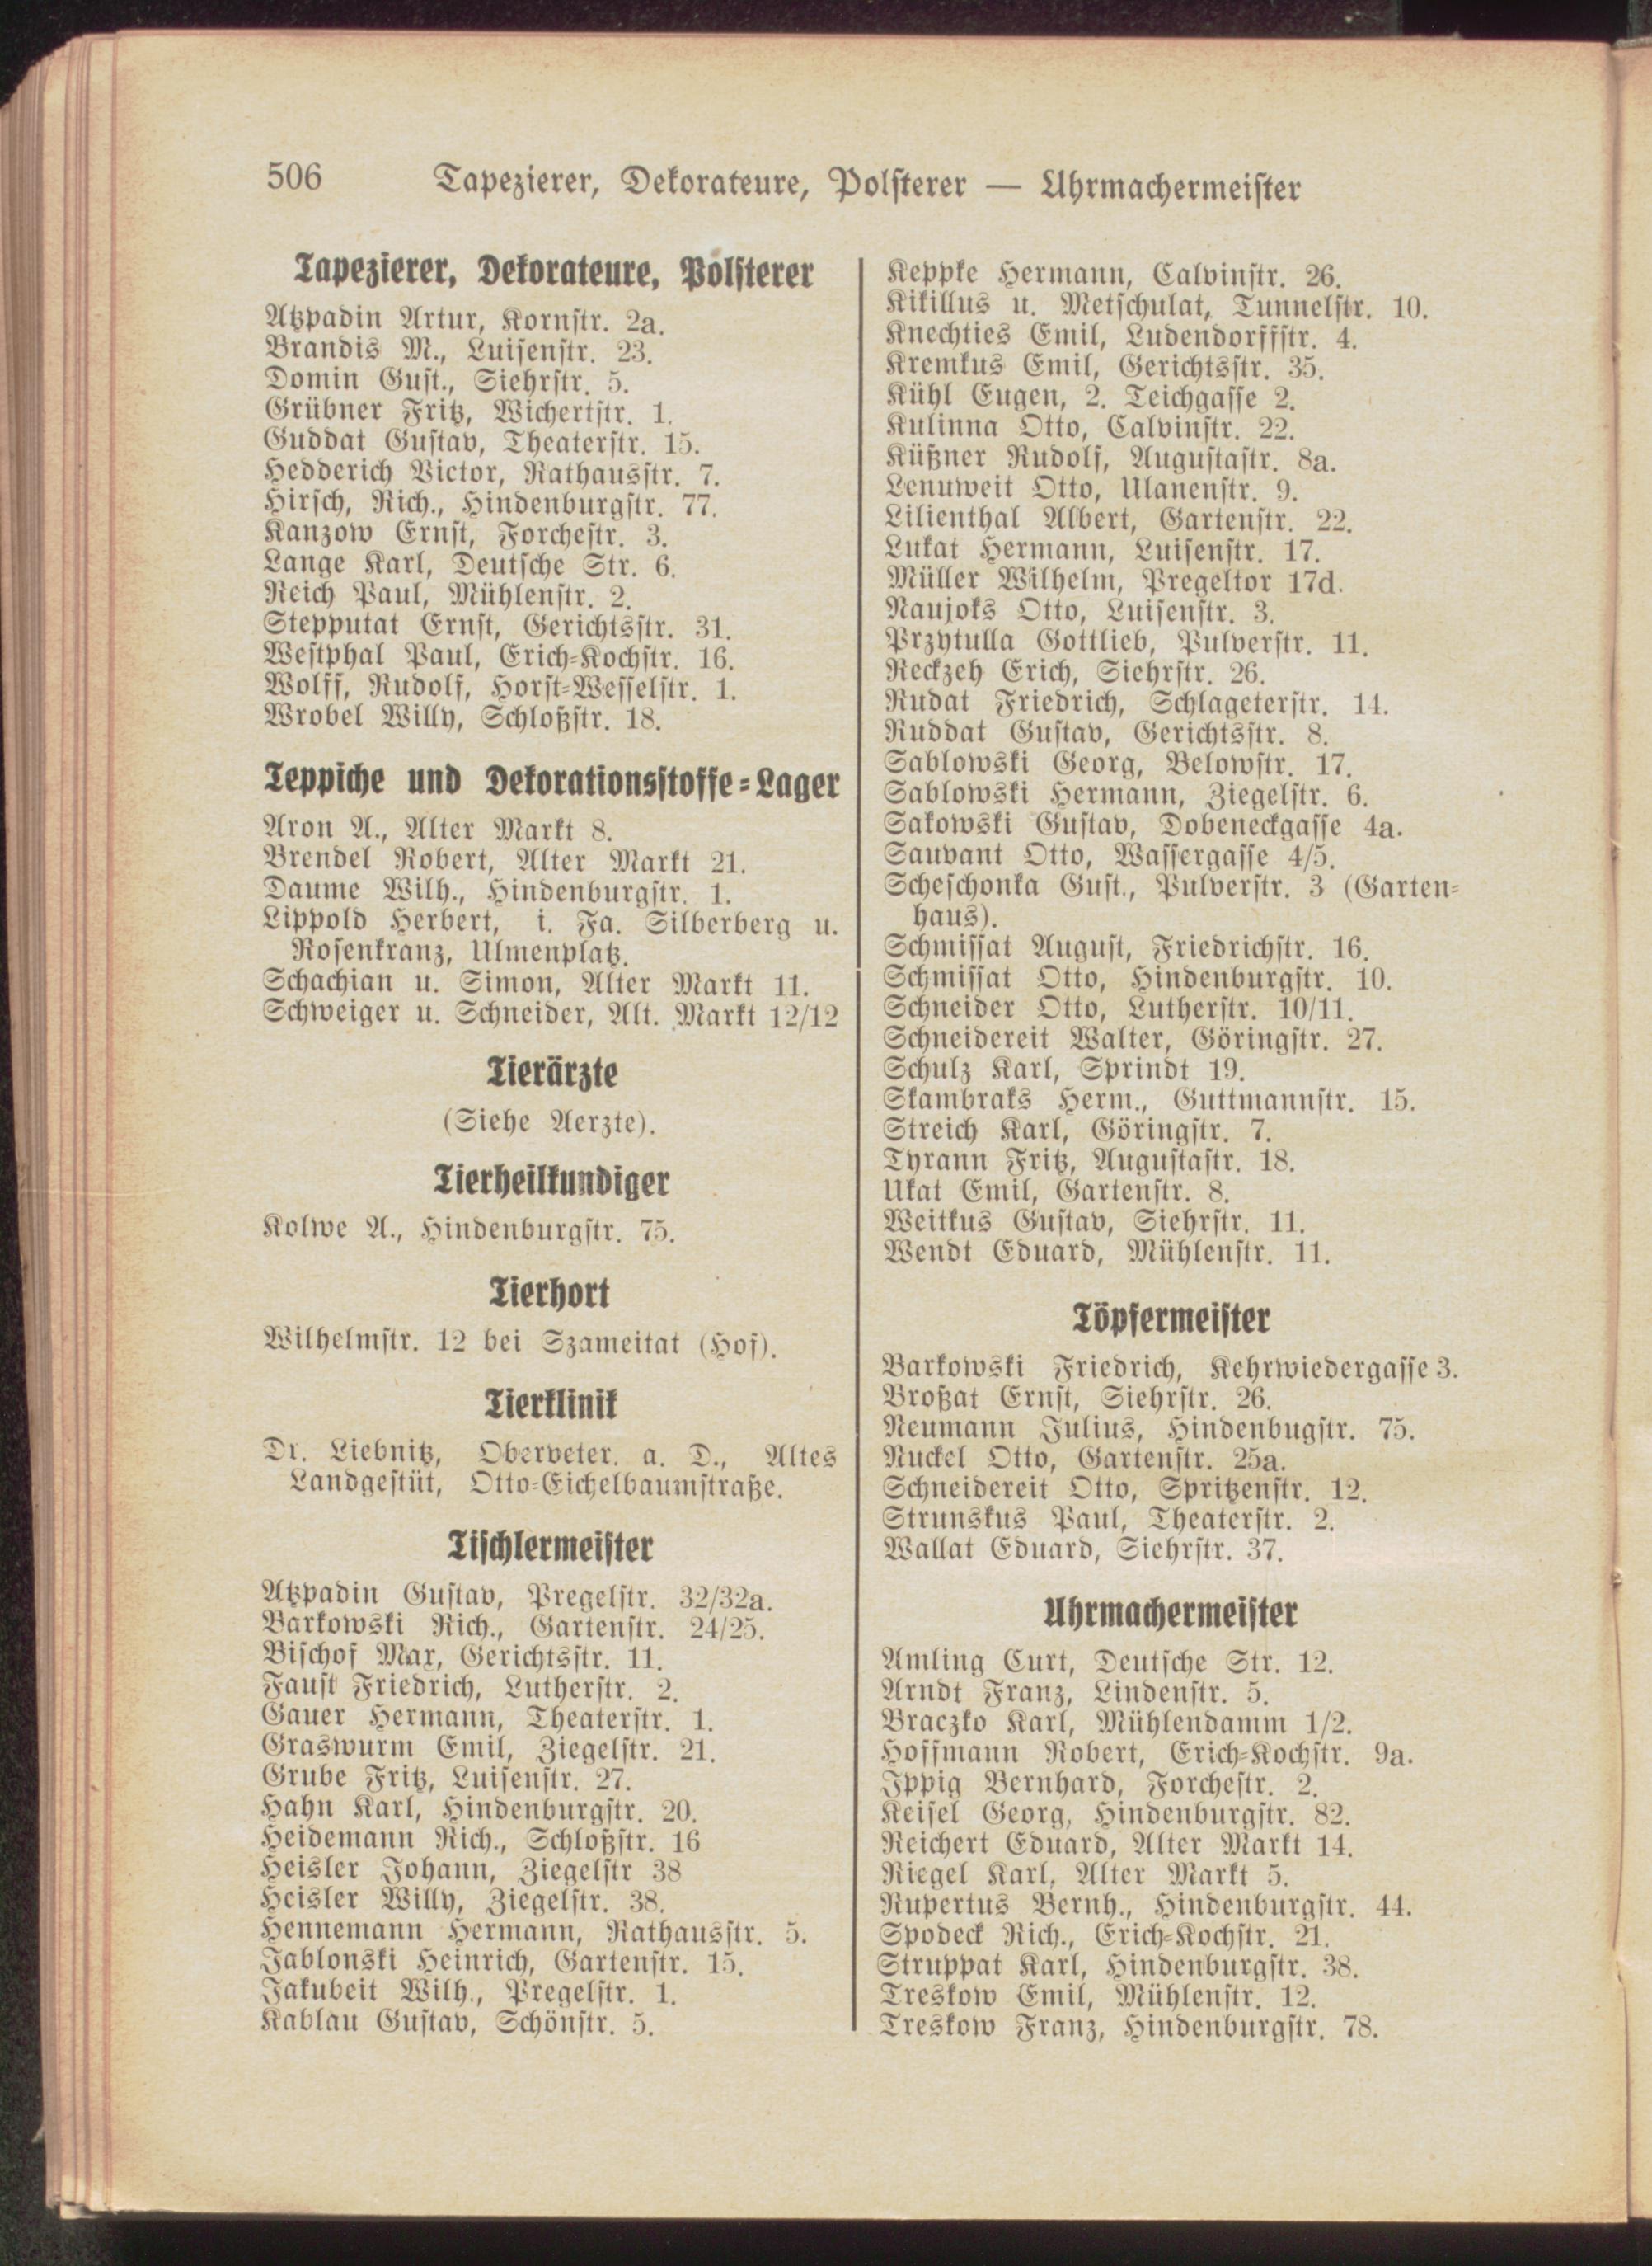 506 Tapezierer, Dekorateure, Polsterer — Uhrmachermeister
Tapezierer, Dekorateure, Polsterer
Atzpadin Artur, Kornstr. 2a.
Brandis M., Luisenstr. 23.
Domin Gust., Siehrstr. 5.
Grübner Fritz, Wichertstr. 1.
Guddat Gustav, Theaterstr. 15.
Hedderich Victor, Rathausstr. 7.
Hirsch, Rich., Hindenburgstr. 77.
Kanzow Ernst, Forchestr. 3.
Lange Karl, Deutsche Str. 6.
Reich Paul, Mühlenstr. 2.
Stepputat Ernst, Gerichtsstr. 31.
Westphal Paul, Erich-Kochstr. 16.
Wolff, Rudolf, Horst-Wesselstr. 1.
Wrobel Willy, Schloßstr. 18.
Teppiche und Dekorationsstoffe-Lager
Aron A., Alter Markt 8.
Brendel Robert, Alter Markt 21.
Daume Wilh., Hindenburgstr. 1.
Lippold Herbert, i. Fa. Silberberg u.
Rosenkranz, Ulmenplatz.
Schachian u. Simon, Alter Markt 11.
Schweiger u. Schneider, Alt. Markt 12/12
Tierärzte
(Siehe Aerzte).
Tierheilkundiger
Kolwe A., Hindenburgstr. 75.
Tierhort
Wilhelmstr. 12 bei Szameitat (Hof).
Tierklinik
Dr. Liebnitz, Oberveter. a. D., Altes
Landgestüt, Otto-Eichelbaumstraße.
Tischlermeister
Atzpadin Gustav, Pregelstr. 32/32a.
Barkowski Rich., Gartenstr. 24/25.
Bischof Max, Gerichtsstr. 11.
Faust Friedrich, Lutherstr. 2.
Gauer Hermann, Theaterstr. 1.
Graswurm Emil, Ziegelstr. 21.
Grube Fritz, Luisenstr. 27.
Hahn Karl, Hindenburgstr. 20.
Heidemann Rich., Schloßstr. 16
Heisler Johann, Ziegelstr 38
Heisler Willy, Ziegelstr. 38.
Hennemann Hermann, Rathausstr. 5.
Jablonski Heinrich, Gartenstr. 15.
Jakubeit Wilh., Pregelstr. 1.
Kablau Gustav, Schönstr. 5.
Keppke Hermann, Calvinstr. 26.
Kikillus u. Metschulat, Tunnelstr. 10.
Knechties Emil, Ludendorffstr. 4.
Kremkus Emil, Gerichtsstr. 35.
Kühl Eugen, 2. Teichgasse 2.
Kulinna Otto, Calvinstr. 22.
Küßner Rudolf, Augustastr. 8a.
Lenuweit Otto, Ulanenstr. 9.
Lilienthal Albert, Gartenstr. 22.
Lukat Hermann, Luisenstr. 17.
Müller Wilhelm, Pregeltor 17d.
Naujoks Otto, Luisenstr. 3.
Przytulla Gottlieb, Pulverstr. 11.
Reckzeh Erich, Siehrstr. 26.
Rudat Friedrich, Schlageterstr. 14.
Ruddat Gustav, Gerichtsstr. 8.
Sablowski Georg, Belowstr. 17.
Sablowski Hermann, Ziegelstr. 6.
Sakowski Gustav, Dobeneckgasse 4a.
Sauvant Otto, Wassergasse 4/5.
Scheschonka Gust., Pulverstr. 3 (Garten-
haus).
Schmissat August, Friedrichstr. 16.
Schmissat Otto, Hindenburgstr. 10.
Schneider Otto, Lutherstr. 10/11.
Schneidereit Walter, Göringstr. 27.
Schulz Karl, Sprindt 19.
Skambraks Herm., Guttmannstr. 15.
Streich Karl, Göringstr. 7.
Tyrann Fritz, Augustastr. 18.
Ukat Emil, Gartenstr. 8.
Weitkus Gustav, Siehrstr. 11.
Wendt Eduard, Mühlenstr. 11.
Töpfermeister
Barkowski Friedrich, Kehrwiedergasse 3.
Broßat Ernst, Siehrstr. 26.
Neumann Julius, Hindenbugstr. 75.
Nuckel Otto, Gartenstr. 25a.
Schneidereit Otto, Spritzenstr. 12.
Strunskus Paul, Theaterstr. 2.
Wallat Eduard, Siehrstr. 37.
Uhrmachermeister
Amling Curt, Deutsche Str. 12.
Arndt Franz, Lindenstr. 5.
Braczko Karl, Mühlendamm 1/2.
Hoffmann Robert, Erich-Kochstr. 9a.
Ippig Bernhard, Forchestr. 2.
Keisel Georg, Hindenburgstr. 82.
Reichert Eduard, Alter Markt 14.
Riegel Karl, Alter Markt 5.
Rupertus Bernh., Hindenburgstr. 44.
Spodeck Rich., Erich-Kochstr. 21.
Struppat Karl, Hindenburgstr. 38.
Treskow Emil, Mühlenstr. 12.
Treskow Franz, Hindenburgstr. 78.